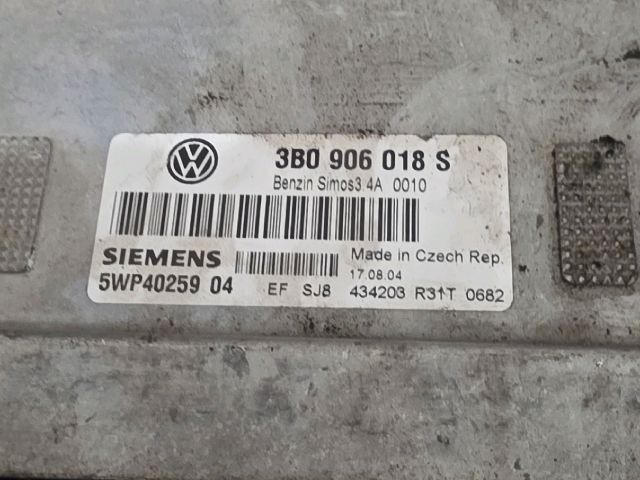 3B0 906 018 S
Benzin Simos3.4A 0010
SIEMENS
Made in Czech Rep.
17.08.04
5WP40259 04
EF SJ8 434203 R31T 0682